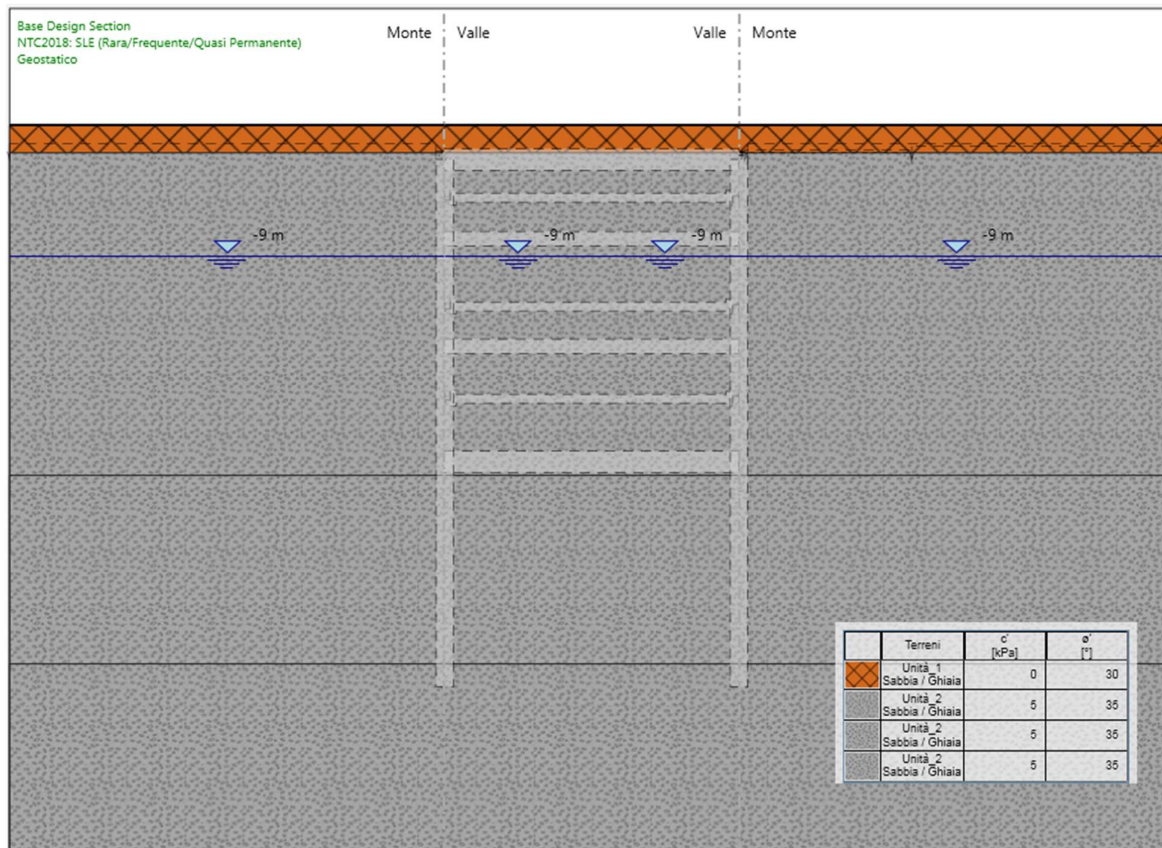 Base Design Section
NTC2018: SLE (Rara/Frequente/Quasi Permanente)
Geostatico
Monte Valle Valle Monte
-9 m -9 m -9 m -9 m
Terreni c' [kPa] ø' [°]
Unità_1
Sabbia / Ghiaia 0 30
Unità_2
Sabbia / Ghiaia 5 35
Unità_2
Sabbia / Ghiaia 5 35
Unità_2
Sabbia / Ghiaia 5 35